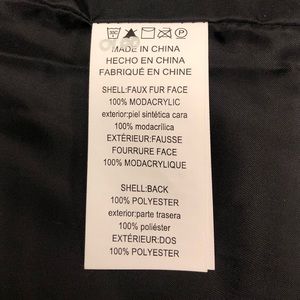 MADE IN CHINA
HECHO EN CHINA
FABRIQUÉ EN CHINE
SHELL:FAUX FUR FACE
100% MODACRYLIC
exterior:piel sintética cara
100% modacrílica
EXTÉRIEUR:FAUSSE
FOURRURE FACE
100% MODACRYLIQUE
SHELL:BACK
100% POLYESTER
exterior:parte trasera
100% poliéster
EXTÉRIEUR:DOS
100% POLYESTER